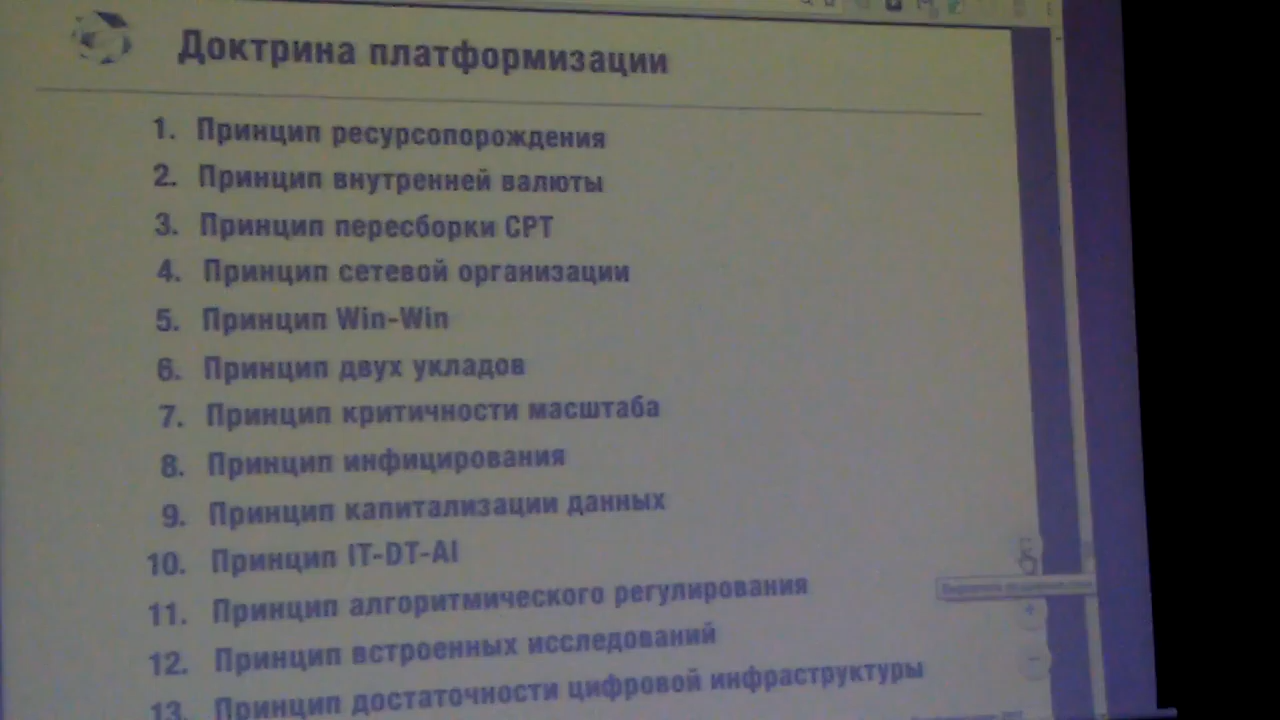 Доктрина платформизации
1. Принцип ресурсопорождения
2. Принцип внутренней валюты
3. Принцип пересборки СРТ
4. Принцип сетевой организации
5. Принцип Win-Win
6. Принцип двух укладов
7. Принцип критичности масштаба
8. Принцип инфицирования
9. Принцип капитализации данных
10. Принцип IT-DT-AI
11. Принцип алгоритмического регулирования
12. Принцип встроенных исследований
13. Принцип достаточности цифровой инфраструктуры